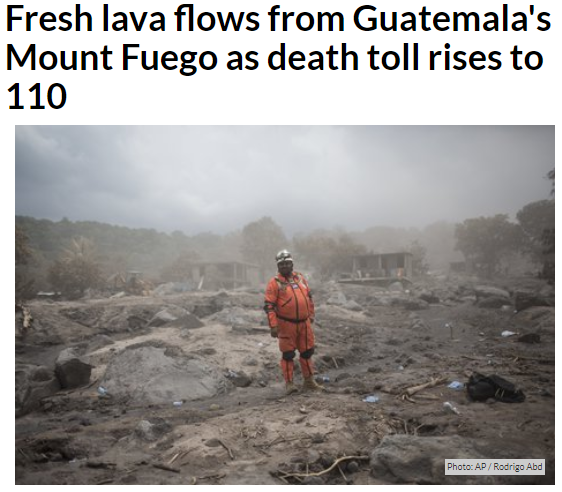 Fresh lava flows from Guatemala's
Mount Fuego as death toll rises to
110
Photo: AP / Rodrigo Abd